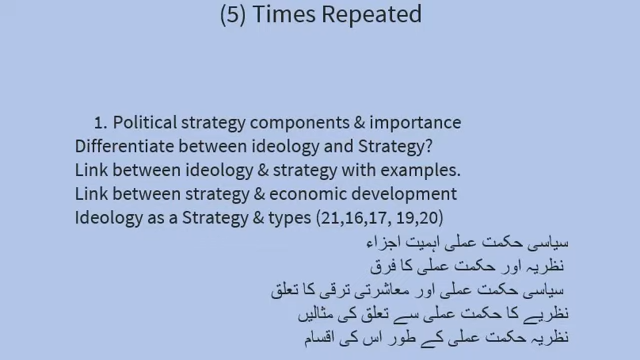 (5) Times Repeated
1. Political strategy components & importance
Differentiate between ideology and Strategy?
Link between ideology & strategy with examples.
Link between strategy & economic development
Ideology as a Strategy & types (21,16,17, 19,20)
سیاسی حکمت عملی اہمیت اجزاء
نظریہ اور حکمت عملی کا فرق
سیاسی حکمت عملی اور معاشرتی ترقی کا تعلق
نظریے کا حکمت عملی سے تعلق کی مثالیں
نظریہ حکمت عملی کے طور اس کی اقسام